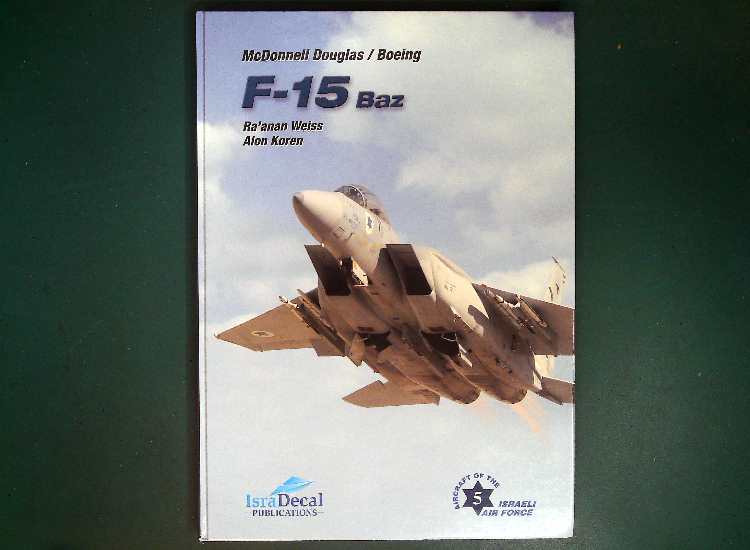 McDonnell Douglas / Boeing
F-15 Baz
Ra'anan Weiss
Alon Koren
IsraDecal
PUBLICATIONS
AIRCRAFT OF THE
5
ISRAELI
AIR FORCE